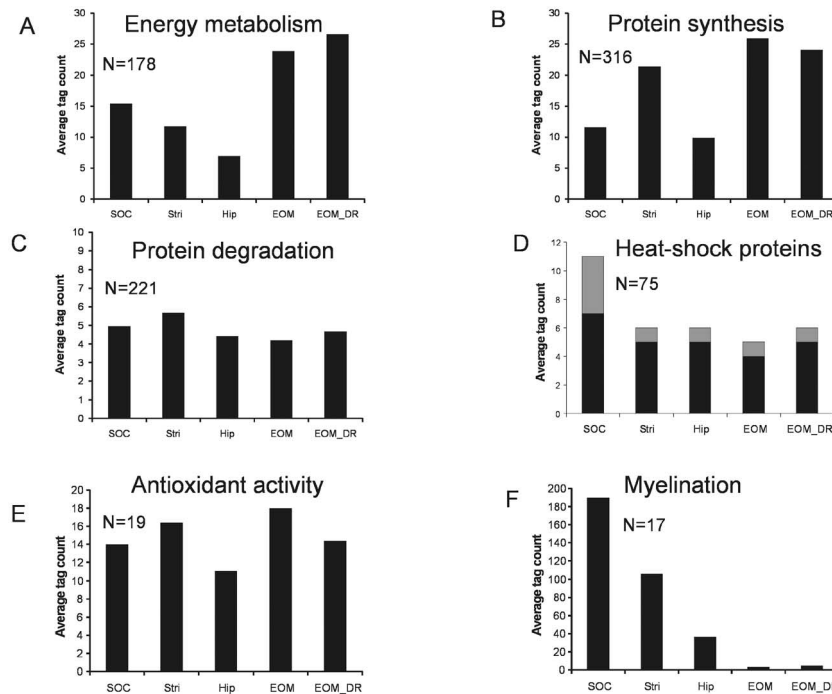 A
Energy metabolism
N=178
Average tag count
30
25
20
15
10
5
0
SOC Stri Hip EOM EOM_DR
B
Protein synthesis
N=316
Average tag count
30
25
20
15
10
5
0
SOC Stri Hip EOM EOM_DR
C
Protein degradation
N=221
Average tag count
10
9
8
7
6
5
4
3
2
1
0
SOC Stri Hip EOM EOM_DR
D
Heat-shock proteins
N=75
Average tag count
12
10
8
6
4
2
0
SOC Stri Hip EOM EOM_DR
E
Antioxidant activity
N=19
Average tag count
20
18
16
14
12
10
8
6
4
2
0
SOC Stri Hip EOM EOM_DR
F
Myelination
N=17
Average tag count
200
180
160
140
120
100
80
60
40
20
0
SOC Stri Hip EOM EOM_DR